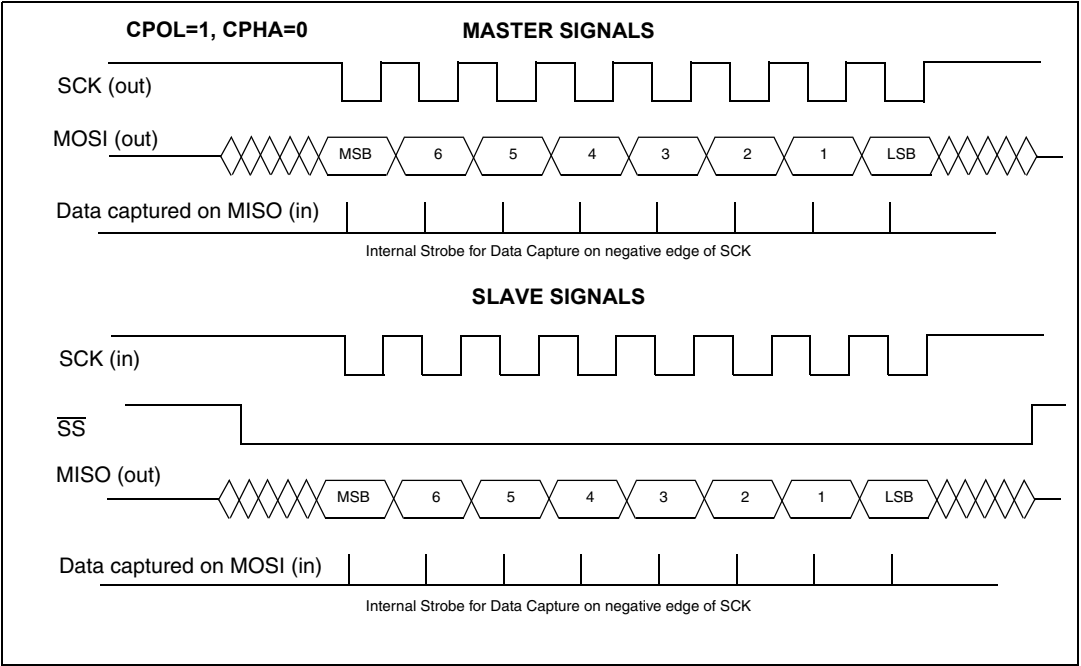 CPOL=1, CPHA=0 MASTER SIGNALS
SCK (out)
MOSI (out)
MSB 6 5 4 3 2 1 LSB
Data captured on MISO (in)
Internal Strobe for Data Capture on negative edge of SCK
SLAVE SIGNALS
SCK (in)
S̅S̅
MISO (out)
MSB 6 5 4 3 2 1 LSB
Data captured on MOSI (in)
Internal Strobe for Data Capture on negative edge of SCK